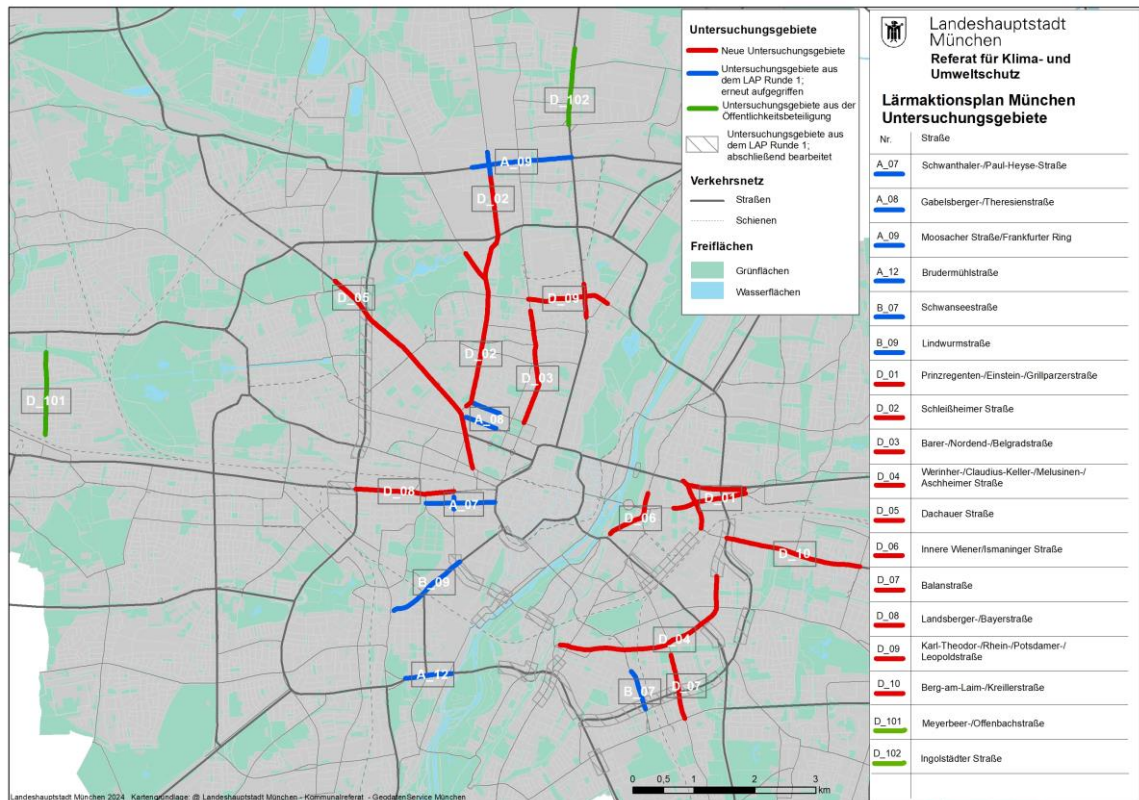 Untersuchungsgebiete
Neue Untersuchungsgebiete
Untersuchungsgebiete aus
dem LAP Runde 1;
erneut aufgegriffen
Untersuchungsgebiete aus der
Öffentlichkeitsbeteiligung
Untersuchungsgebiete aus
dem LAP Runde 1;
abschließend bearbeitet
Verkehrsnetz
Straßen
Schienen
Freiflächen
Grünflächen
Wasserflächen
D_102
A_09
D_02
D_05
D_09
D_02
D_03
D_101
A_08
D_08
A_07
D_01
D_06
D_10
B_09
D_04
A_12
B_07
D_07
0 0,5 1 2 3
km
Landeshauptstadt München 2024 Kartengrundlage: @ Landeshauptstadt München - Kommunalreferat - GeodatenService München
Landeshauptstadt
München
Referat für Klima- und
Umweltschutz
Lärmaktionsplan München
Untersuchungsgebiete
Nr. Straße
A_07 Schwanthaler-/Paul-Heyse-Straße
A_08 Gabelsberger-/Theresienstraße
A_09 Moosacher Straße/Frankfurter Ring
A_12 Brudermühlstraße
B_07 Schwanseestraße
B_09 Lindwurmstraße
D_01 Prinzregenten-/Einstein-/Grillparzerstraße
D_02 Schleißheimer Straße
D_03 Barer-/Nordend-/Belgradstraße
D_04 Werinher-/Claudius-Keller-/Melusinen-/
Aschheimer Straße
D_05 Dachauer Straße
D_06 Innere Wiener/Ismaninger Straße
D_07 Balanstraße
D_08 Landsberger-/Bayerstraße
D_09 Karl-Theodor-/Rhein-/Potsdamer-/
Leopoldstraße
D_10 Berg-am-Laim-/Kreillerstraße
D_101 Meyerbeer-/Offenbachstraße
D_102 Ingolstädter Straße